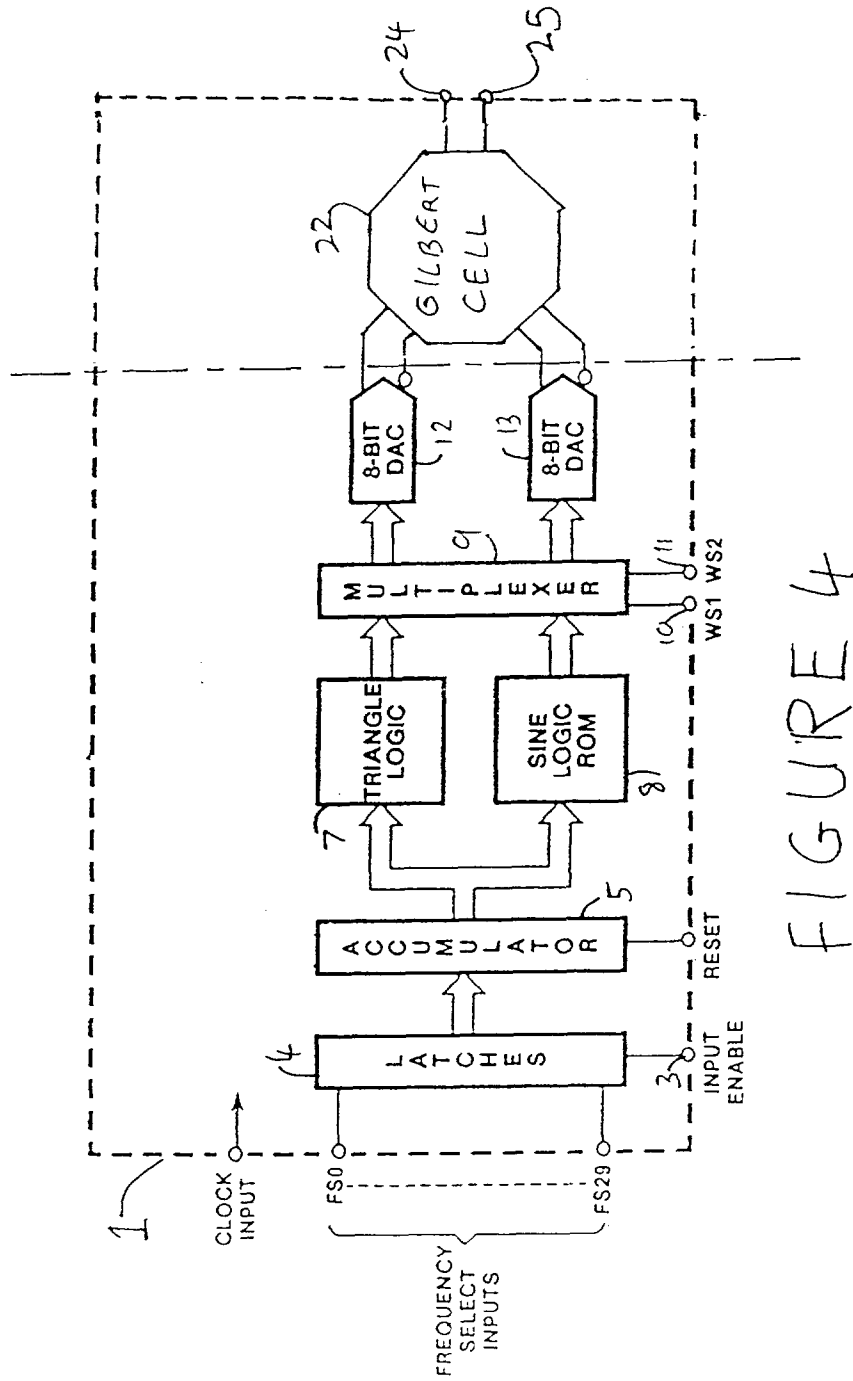 1
CLOCK
INPUT
FREQUENCY
SELECT
INPUTS
FS0
FS29
4
LATCHES
3
INPUT
ENABLE
5
ACCUMULATOR
RESET
7
TRIANGLE
LOGIC
8
SINE
LOGIC
ROM
9
MULTIPLEXER
10
11
WS1
WS2
8-BIT
DAC
12
8-BIT
DAC
13
22
GILBERT
CELL
24
25
FIGURE 4